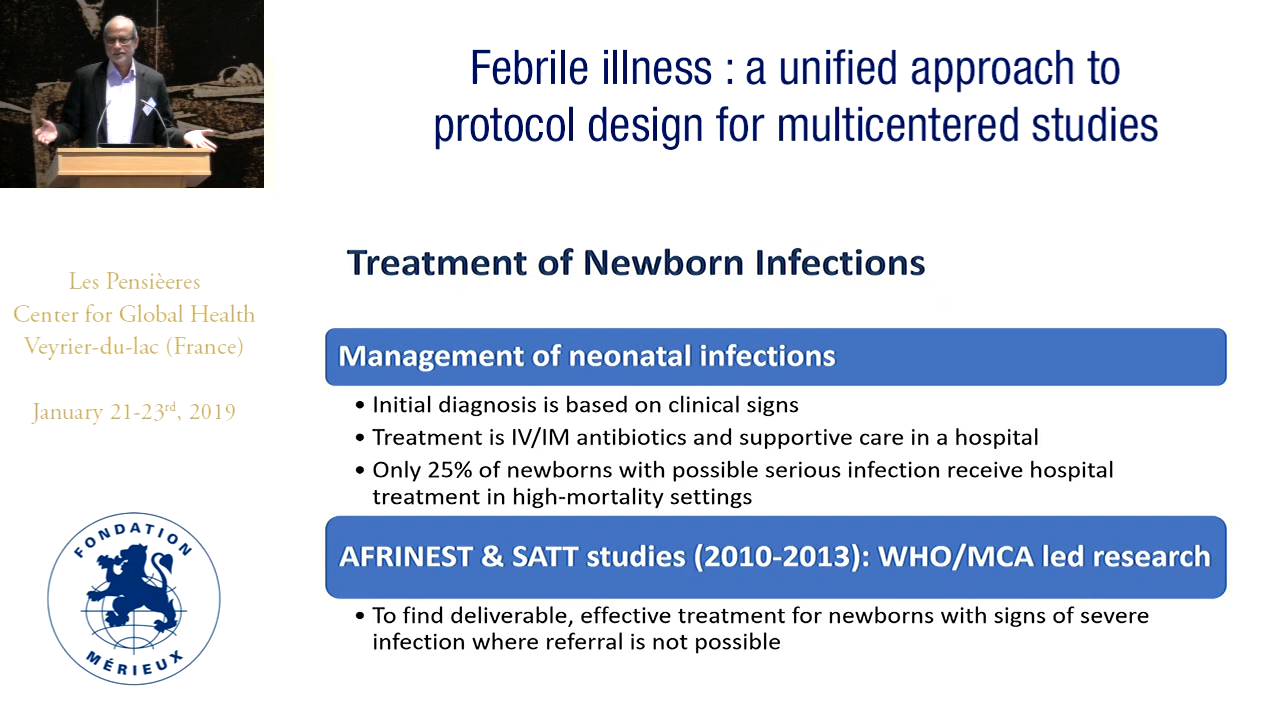 Febrile illness : a unified approach to
protocol design for multicentered studies
Les Pensièeres
Center for Global Health
Veyrier-du-lac (France)
January 21-23rd, 2019
FONDATION
MÉRIEUX
Treatment of Newborn Infections
Management of neonatal infections
• Initial diagnosis is based on clinical signs
• Treatment is IV/IM antibiotics and supportive care in a hospital
• Only 25% of newborns with possible serious infection receive hospital
treatment in high-mortality settings
AFRINEST & SATT studies (2010-2013): WHO/MCA led research
• To find deliverable, effective treatment for newborns with signs of severe
infection where referral is not possible